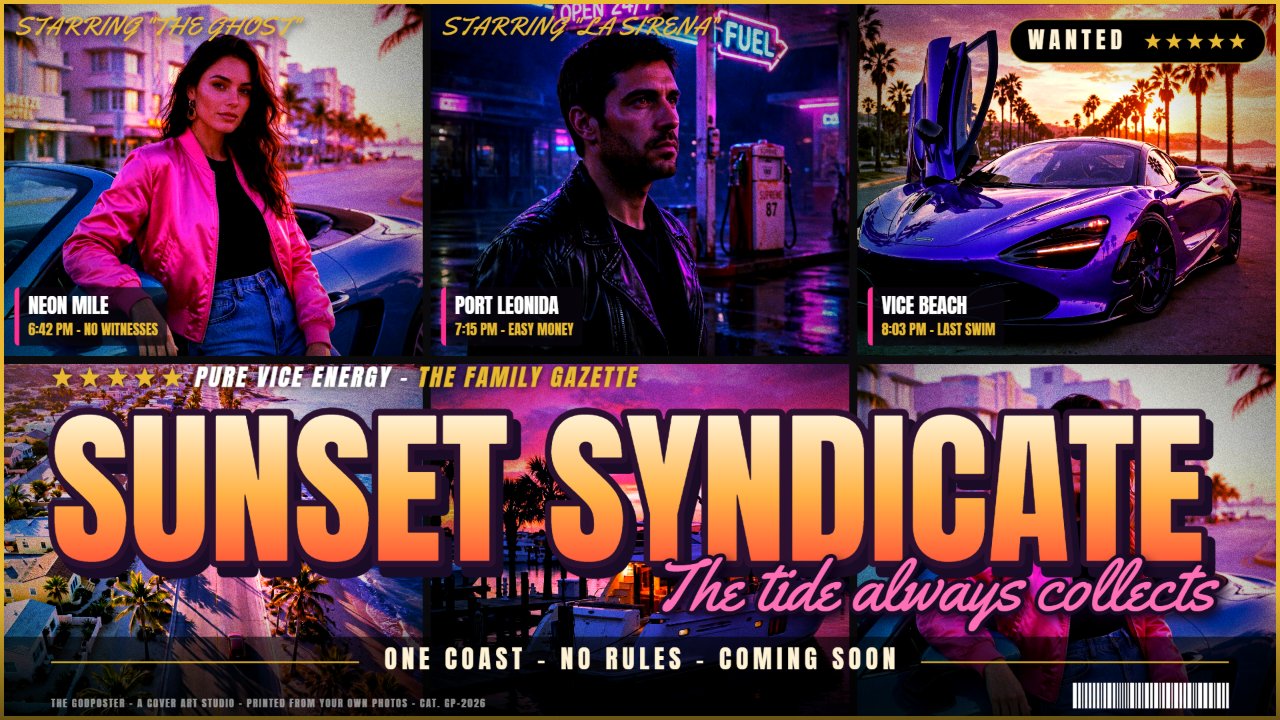 STARRING "THE GHOST"
STARRING "LA SIRENA"
WANTED ★★★★★
OPEN 24/7
FUEL
SUPREME
87
NEON MILE
6:42 PM - NO WITNESSES
PORT LEONIDA
7:15 PM - EASY MONEY
VICE BEACH
8:03 PM - LAST SWIM
★★★★★ PURE VICE ENERGY - THE FAMILY GAZETTE
SUNSET SYNDICATE
The tide always collects
ONE COAST - NO RULES - COMING SOON
THE GODPOSTER - A COVER ART STUDIO - PRINTED FROM YOUR OWN PHOTOS - CAT. GP-2026